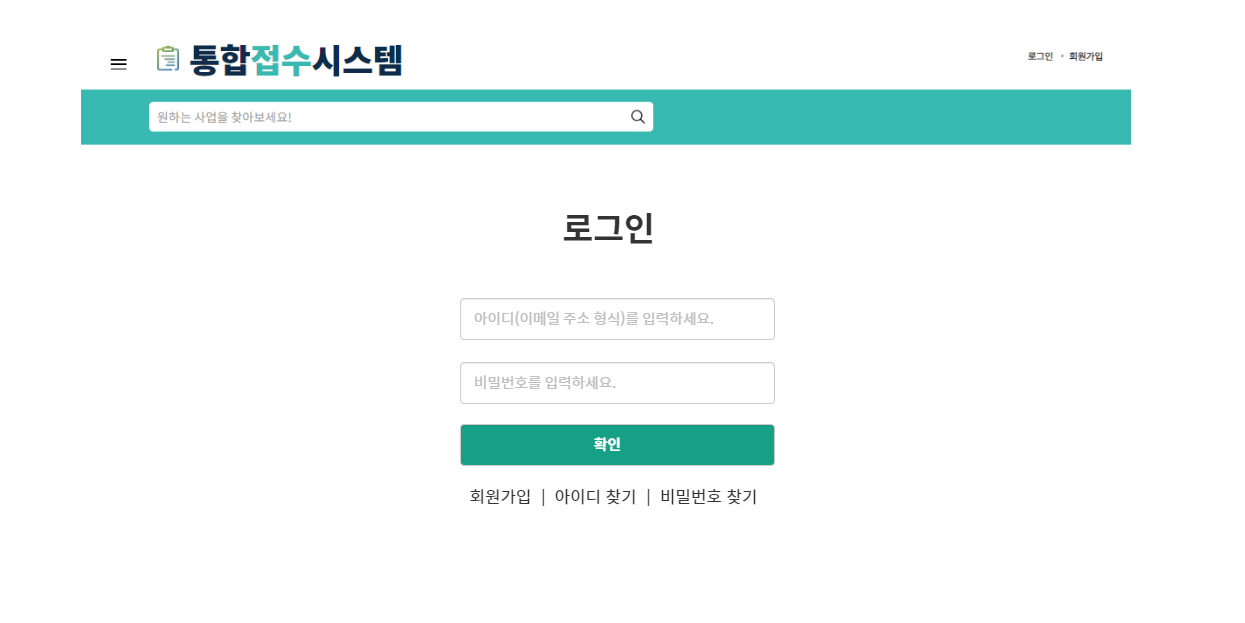 통합접수시스템
로그인 • 회원가입
원하는 사업을 찾아보세요!
로그인
아이디(이메일 주소 형식)를 입력하세요.
비밀번호를 입력하세요.
확인
회원가입 | 아이디 찾기 | 비밀번호 찾기